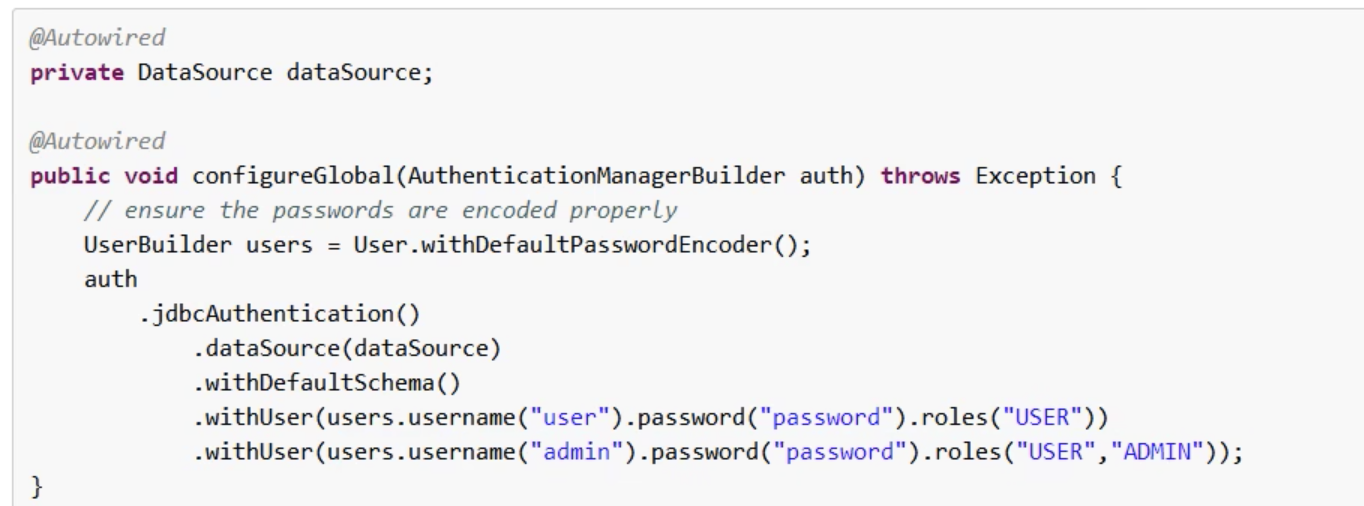 @Autowired
private DataSource dataSource;
@Autowired
public void configureGlobal(AuthenticationManagerBuilder auth) throws Exception {
// ensure the passwords are encoded properly
UserBuilder users = User.withDefaultPasswordEncoder();
auth
.jdbcAuthentication()
.dataSource(dataSource)
.withDefaultSchema()
.withUser(users.username("user").password("password").roles("USER"))
.withUser(users.username("admin").password("password").roles("USER","ADMIN"));
}